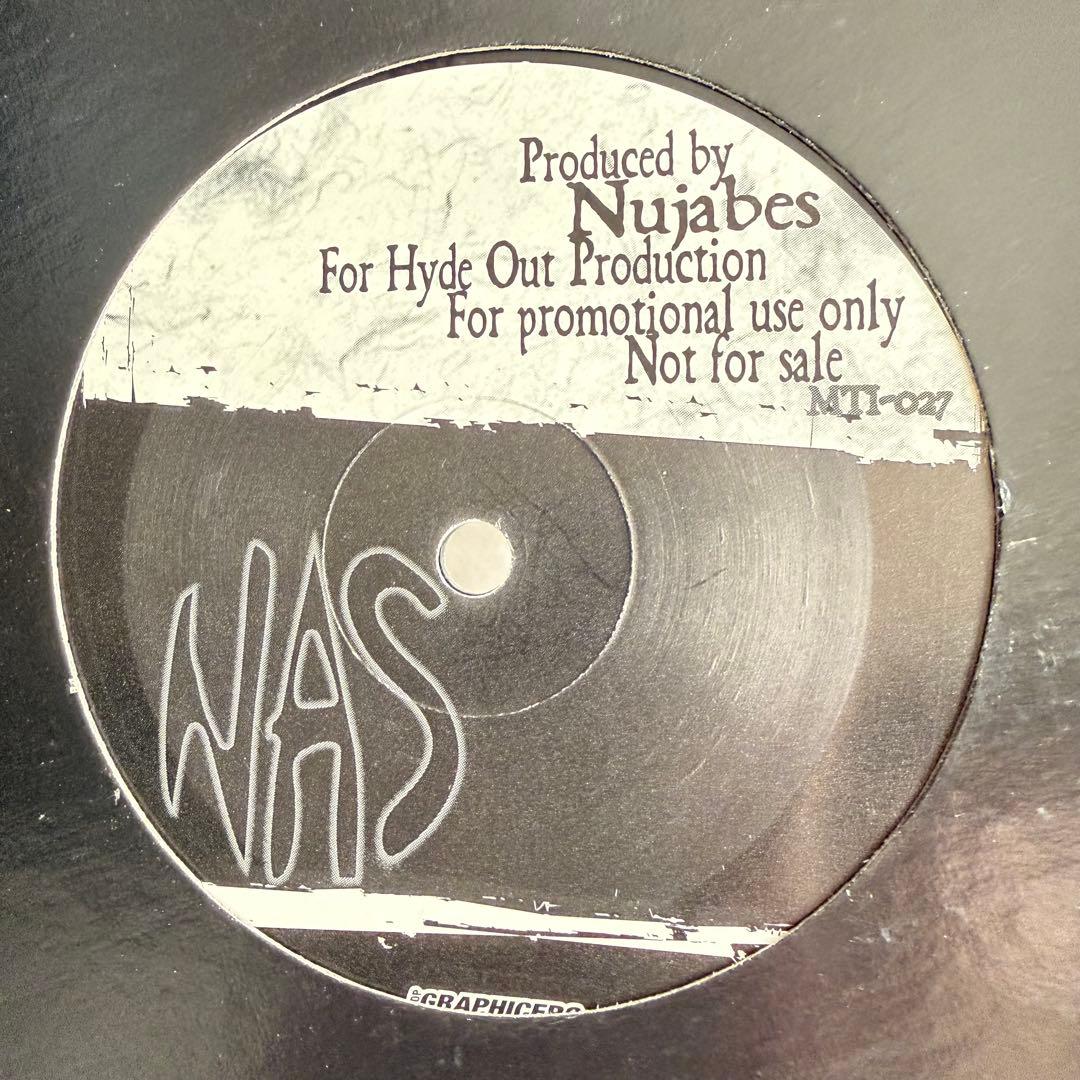 Produced by
Nujabes
For Hyde Out Production
For promotional use only
Not for sale
MTI-027
NAS